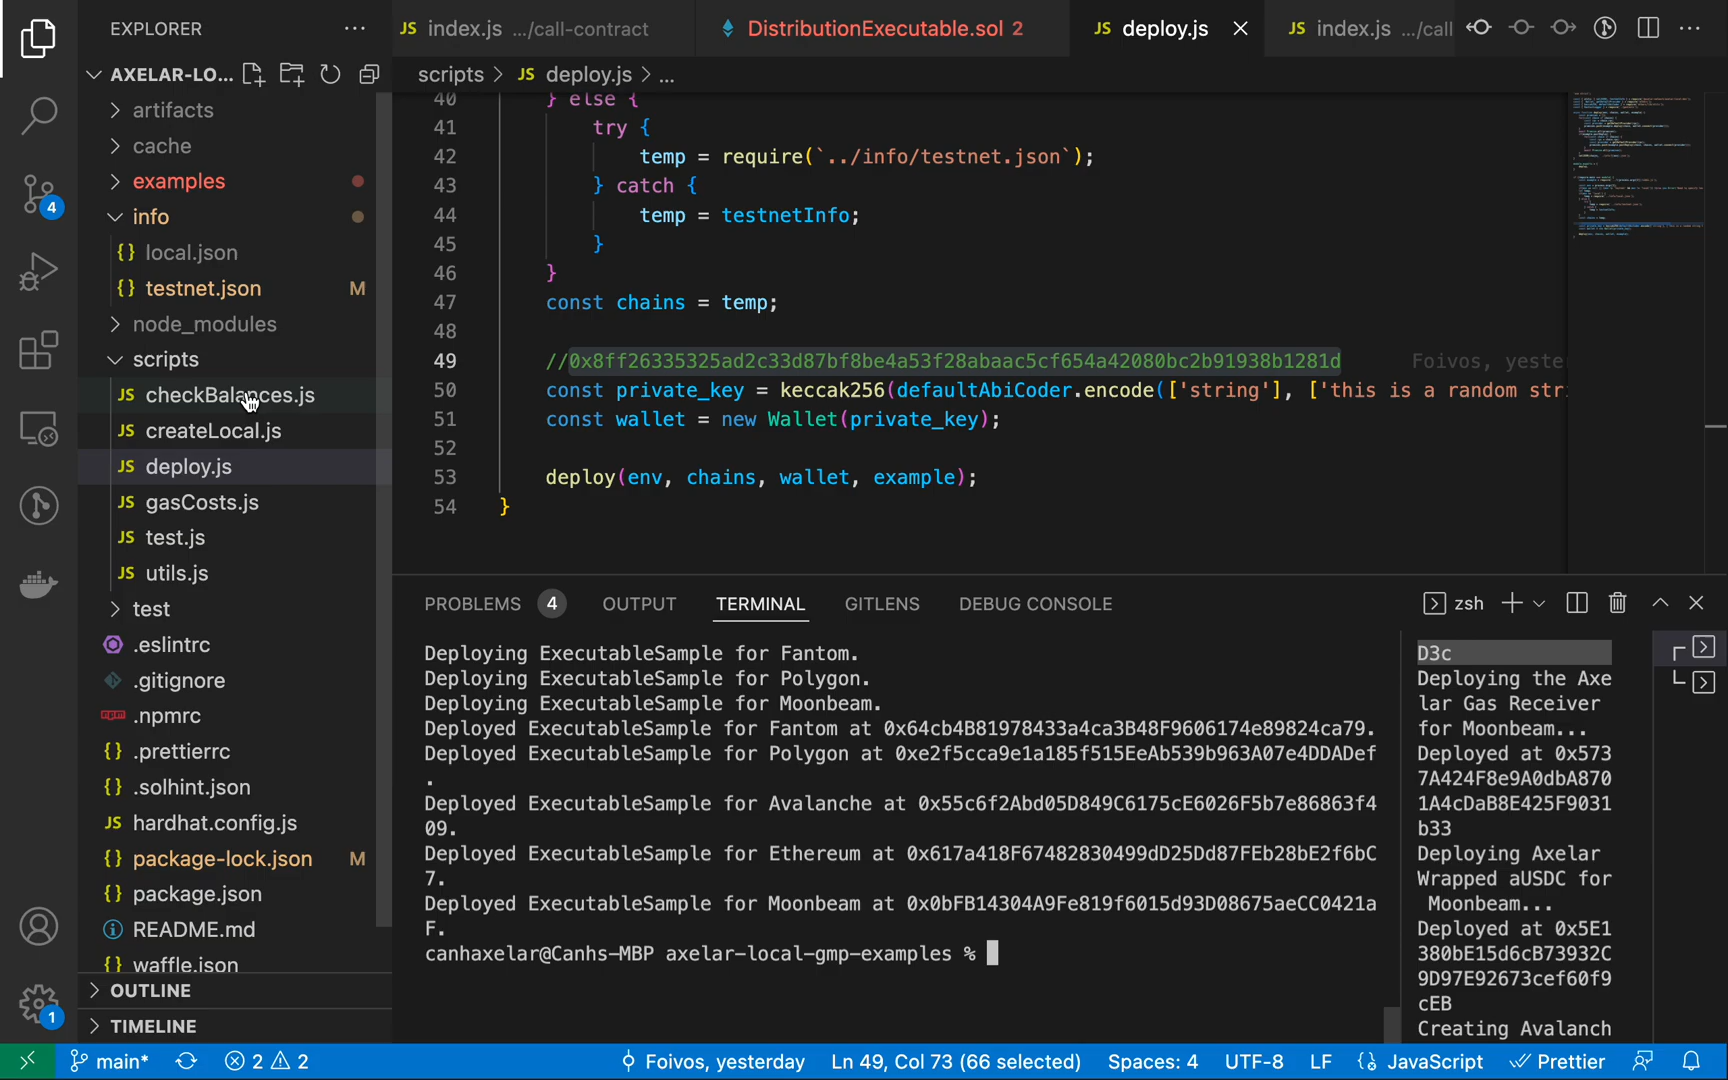 EXPLORER
AXELAR-LO...
artifacts
cache
examples
info
{} local.json
{} testnet.json M
node_modules
scripts
JS checkBalances.js
JS createLocal.js
JS deploy.js
JS gasCosts.js
JS test.js
JS utils.js
test
.eslintrc
.gitignore
npm .npmrc
{} .prettierrc
{} .solhint.json
JS hardhat.config.js
{} package-lock.json M
{} package.json
README.md
{} waffle.json
OUTLINE
TIMELINE
4
1
JS index.js .../call-contract
DistributionExecutable.sol 2
JS deploy.js
JS index.js .../call
scripts > JS deploy.js > ...
40 } else {
41 try {
42 temp = require(`../info/testnet.json`);
43 } catch {
44 temp = testnetInfo;
45 }
46 }
47 const chains = temp;
48
49 //0x8ff26335325ad2c33d87bf8be4a53f28abaac5cf654a42080bc2b91938b1281d Foivos, yeste
50 const private_key = keccak256(defaultAbiCoder.encode(['string'], ['this is a random str
51 const wallet = new Wallet(private_key);
52
53 deploy(env, chains, wallet, example);
54 }
PROBLEMS 4 OUTPUT TERMINAL GITLENS DEBUG CONSOLE
zsh
Deploying ExecutableSample for Fantom.
Deploying ExecutableSample for Polygon.
Deploying ExecutableSample for Moonbeam.
Deployed ExecutableSample for Fantom at 0x64cb4B81978433a4ca3B48F9606174e89824ca79.
Deployed ExecutableSample for Polygon at 0xe2f5cca9e1a185f515EeAb539b963A07e4DDADef
.
Deployed ExecutableSample for Avalanche at 0x55c6f2Abd05D849C6175cE6026F5b7e86863f4
09.
Deployed ExecutableSample for Ethereum at 0x617a418F67482830499dD25Dd87FEb28bE2f6bC
7.
Deployed ExecutableSample for Moonbeam at 0x0bFB14304A9Fe819f6015d93D08675aeCC0421a
F.
canhaxelar@Canhs-MBP axelar-local-gmp-examples %
D3c
Deploying the Axe
lar Gas Receiver
for Moonbeam...
Deployed at 0x573
7A424F8e9A0dbA870
1A4cDaB8E425F9031
b33
Deploying Axelar
Wrapped aUSDC for
Moonbeam...
Deployed at 0x5E1
380bE15d6cB73932C
9D97E92673cef60f9
cEB
Creating Avalanch
main* 2 2 Foivos, yesterday Ln 49, Col 73 (66 selected) Spaces: 4 UTF-8 LF {} JavaScript Prettier